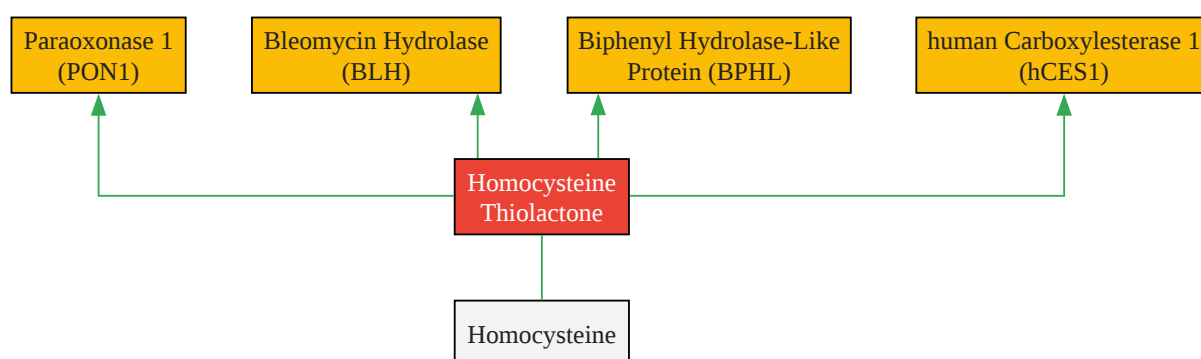 Paraoxonase 1
(PON1)
Bleomycin Hydrolase
(BLH)
Biphenyl Hydrolase-Like
Protein (BPHL)
human Carboxylesterase 1
(hCES1)
Homocysteine
Thiolactone
Homocysteine